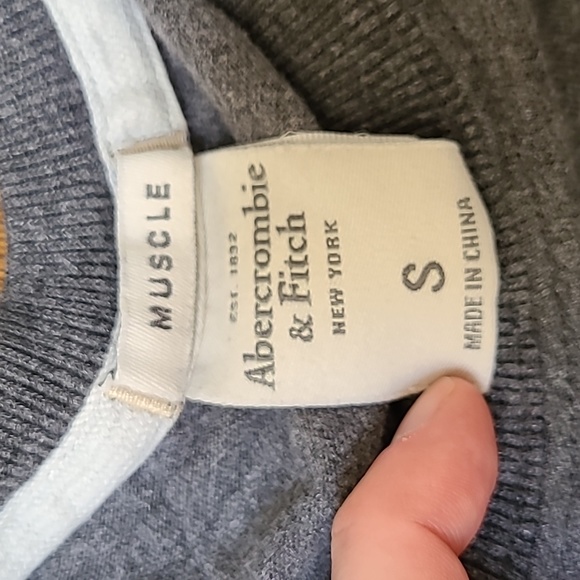 MUSCLE
EST. 1892
Abercrombie
& Fitch
NEW YORK
S
MADE IN CHINA